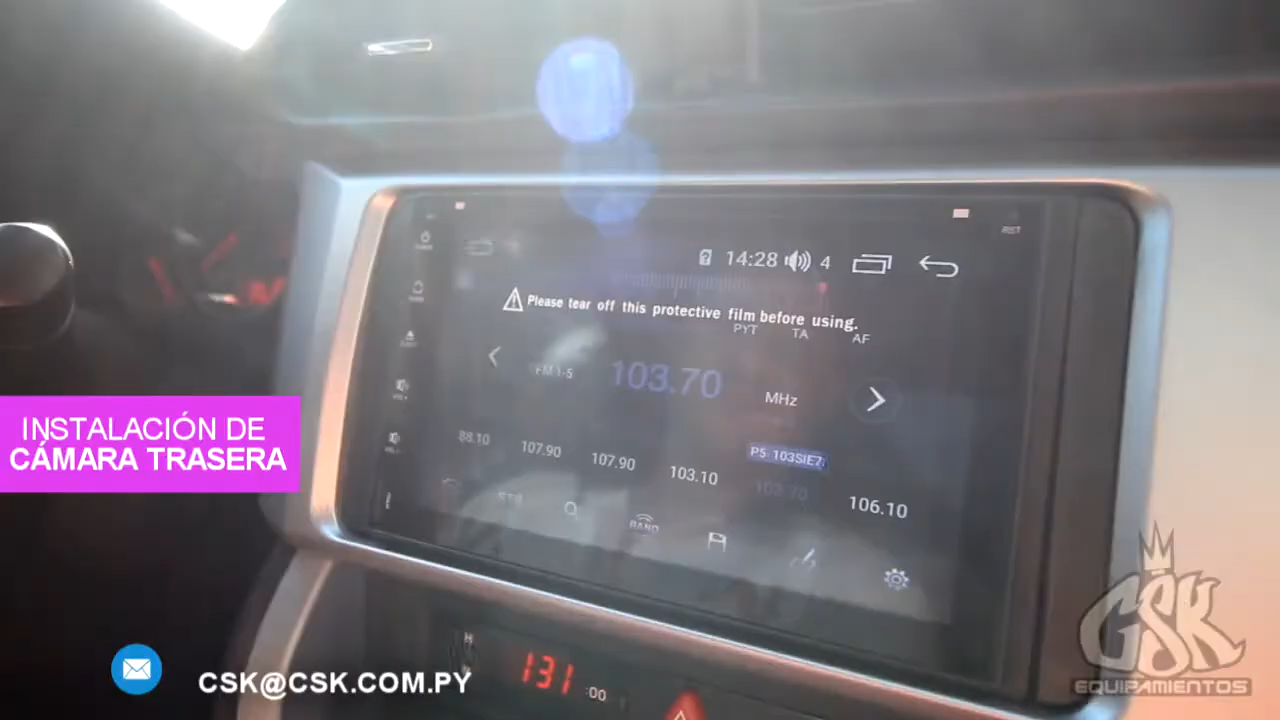 RST
14:28 4
Please tear off this protective film before using.
PYT TA AF
FM 1-5
103.70
MHz
88.10
107.90
107.90
103.10
P5: 103SIE7:
103.70
106.10
BAND
INSTALACIÓN DE
CÁMARA TRASERA
131 :00
CSK@CSK.COM.PY
CSK
EQUIPAMIENTOS